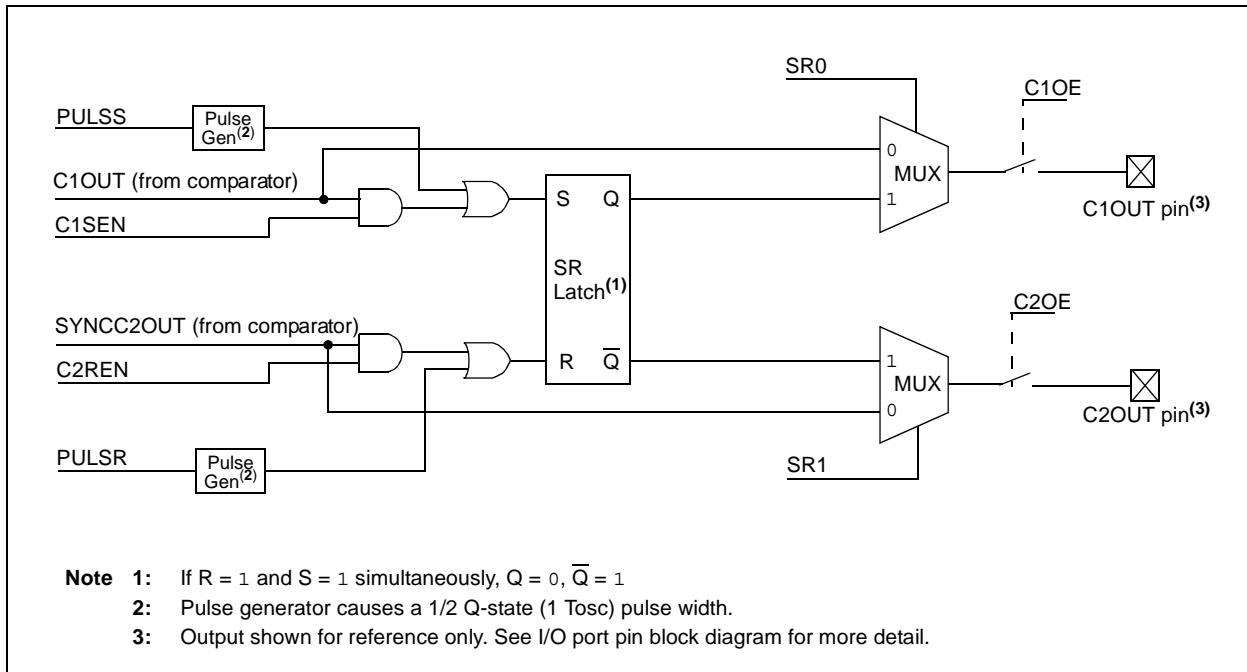 SR0
C1OE
PULSS
Pulse
Gen(2)
0
MUX
1
C1OUT (from comparator)
C1SEN
S Q
C1OUT pin(3)
SR
Latch(1)
C2OE
SYNCC2OUT (from comparator)
C2REN
R Q̅
1
MUX
0
C2OUT pin(3)
PULSR
Pulse
Gen(2)
SR1
Note 1: If R = 1 and S = 1 simultaneously, Q = 0, Q̅ = 1
2: Pulse generator causes a 1/2 Q-state (1 Tosc) pulse width.
3: Output shown for reference only. See I/O port pin block diagram for more detail.